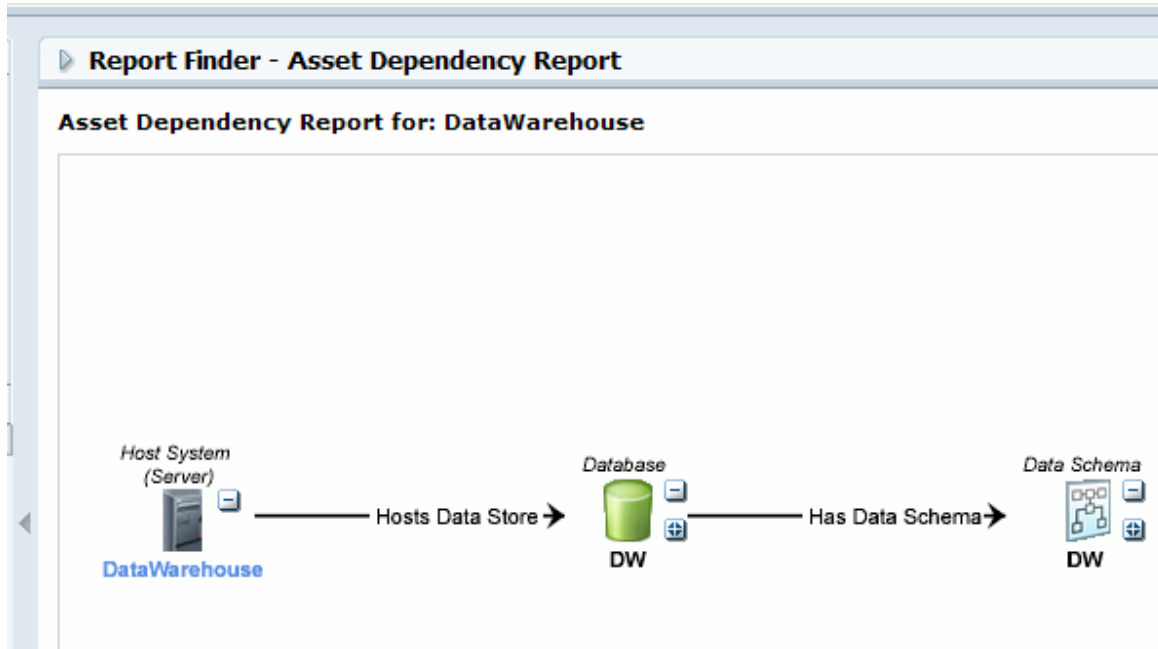 Report Finder - Asset Dependency Report
Asset Dependency Report for: DataWarehouse
Host System
(Server)
DataWarehouse
Hosts Data Store
Database
DW
Has Data Schema
Data Schema
DW